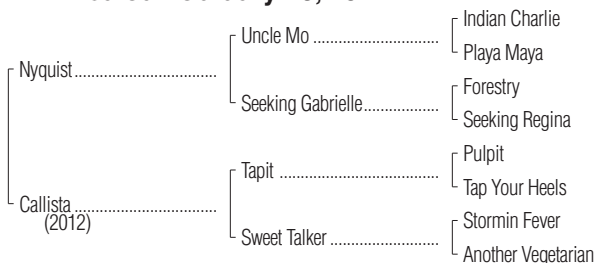 Indian Charlie
Uncle Mo ........................
Playa Maya
Nyquist ...........................
Forestry
Seeking Gabrielle..............
Seeking Regina
Pulpit
Tapit ..............................
Tap Your Heels
Callista ...........................
(2012)
Stormin Fever
Sweet Talker ....................
Another Vegetarian